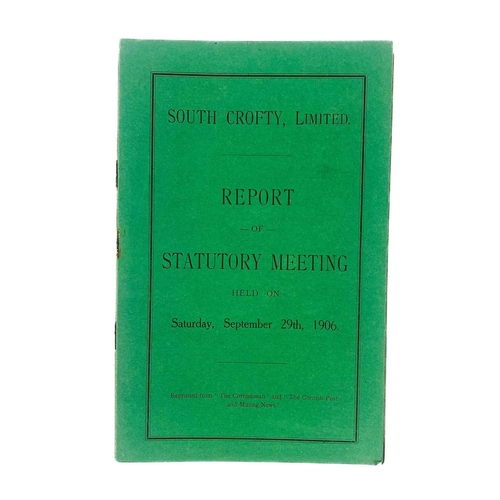 SOUTH CROFTY, LIMITED.
REPORT
— OF —
STATUTORY MEETING
HELD ON
Saturday, September 29th, 1906.
Reprinted from "The Cornubian" and "The Cornish Post
and Mining News."